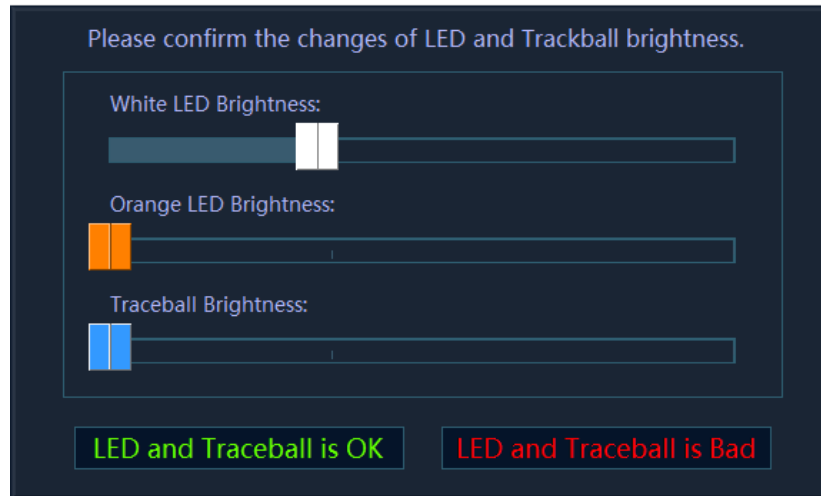 Please confirm the changes of LED and Trackball brightness.
White LED Brightness:
Orange LED Brightness:
Traceball Brightness:
LED and Traceball is OK
LED and Traceball is Bad